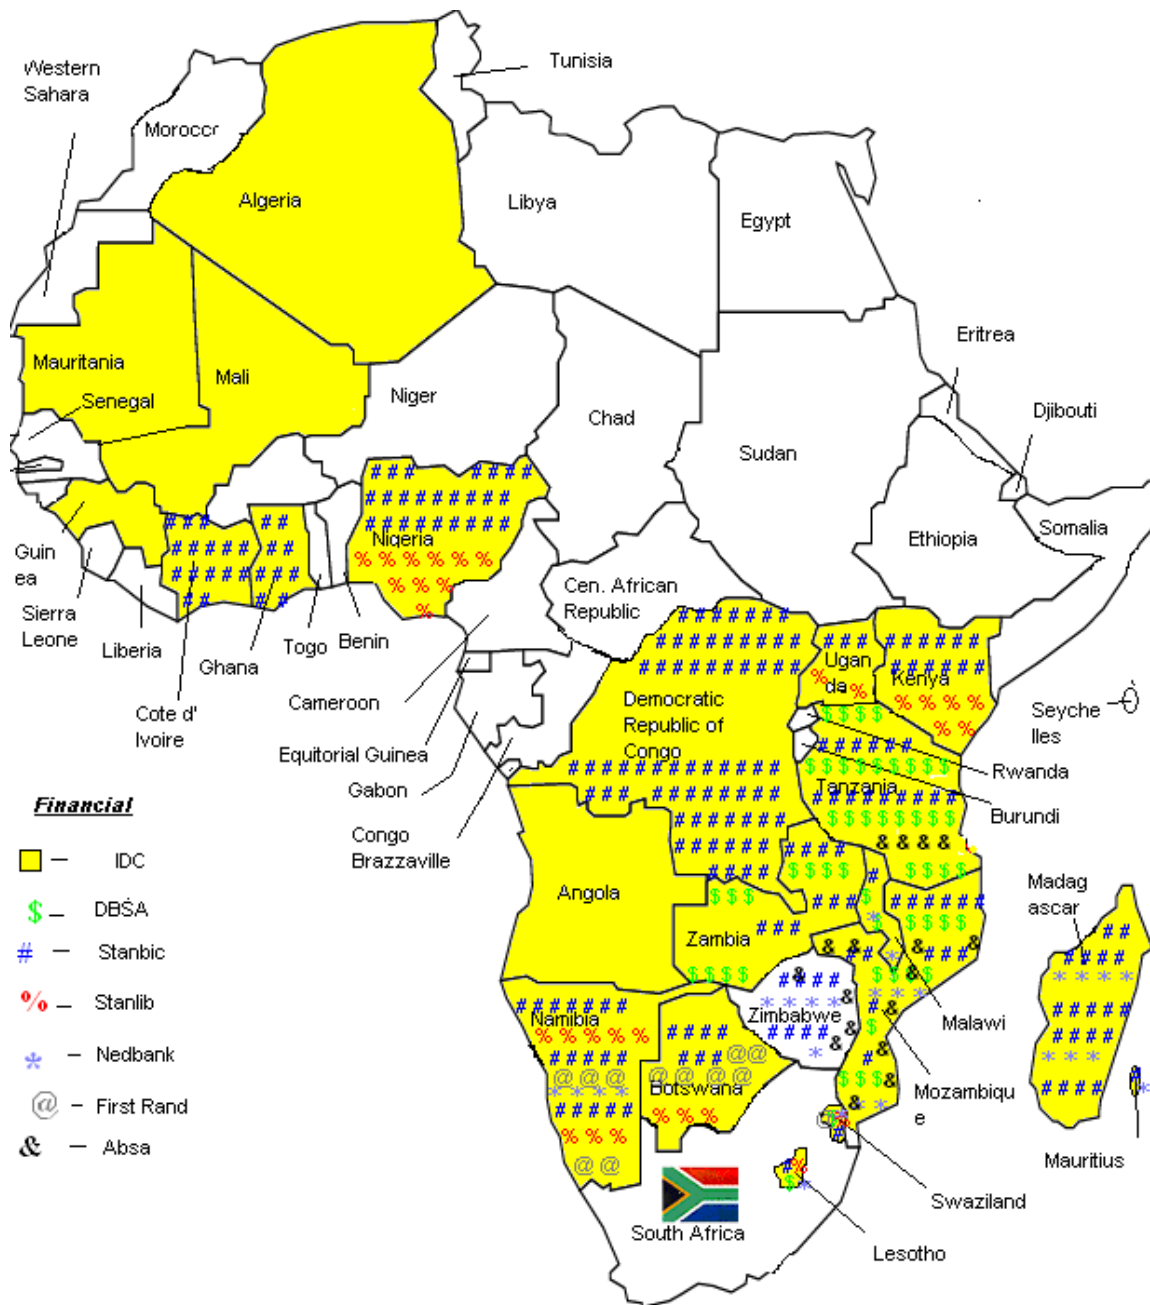 Tunisia
Western
Sahara
Morocc
Algeria
Libya
Egypt
Eritrea
Mauritania
Mali
Senegal
Niger
Chad
Djibouti
Sudan
Nigeria
Somalia
Ethiopia
Guin
ea
Cen. African
Republic
Sierra
Leone
Liberia
Ghana
Togo
Benin
Ugan
da
Kenya
Cameroon
Democratic
Republic of
Congo
Cote d'
Ivoire
Equitorial Guinea
Seyche
lles
Gabon
Rwanda
Tanzania
Burundi
Congo
Brazzaville
Financial
IDC
DBSA
Stanbic
Stanlib
Nedbank
First Rand
Absa
Angola
Madag
ascar
Zambia
Namibia
Zimbabwe
Malawi
Botswana
Mozambiqu
e
Mauritius
Swaziland
South Africa
Lesotho